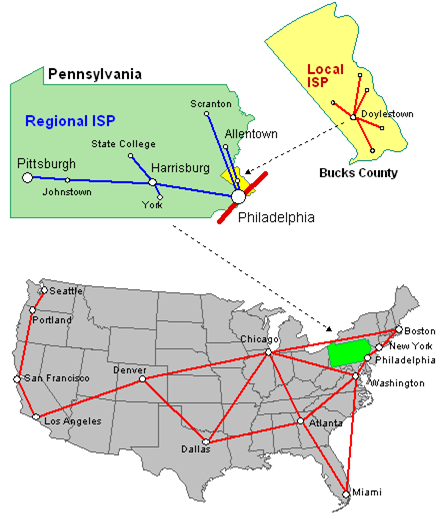 Pennsylvania
Local
ISP
Scranton
Regional ISP
Allentown
Doylestown
State College
Pittsburgh
Harrisburg
Bucks County
Johnstown
York
Philadelphia
Seattle
Portland
Boston
Chicago
New York
Philadelphia
Denver
San Francisco
Washington
Los Angeles
Atlanta
Dallas
Miami